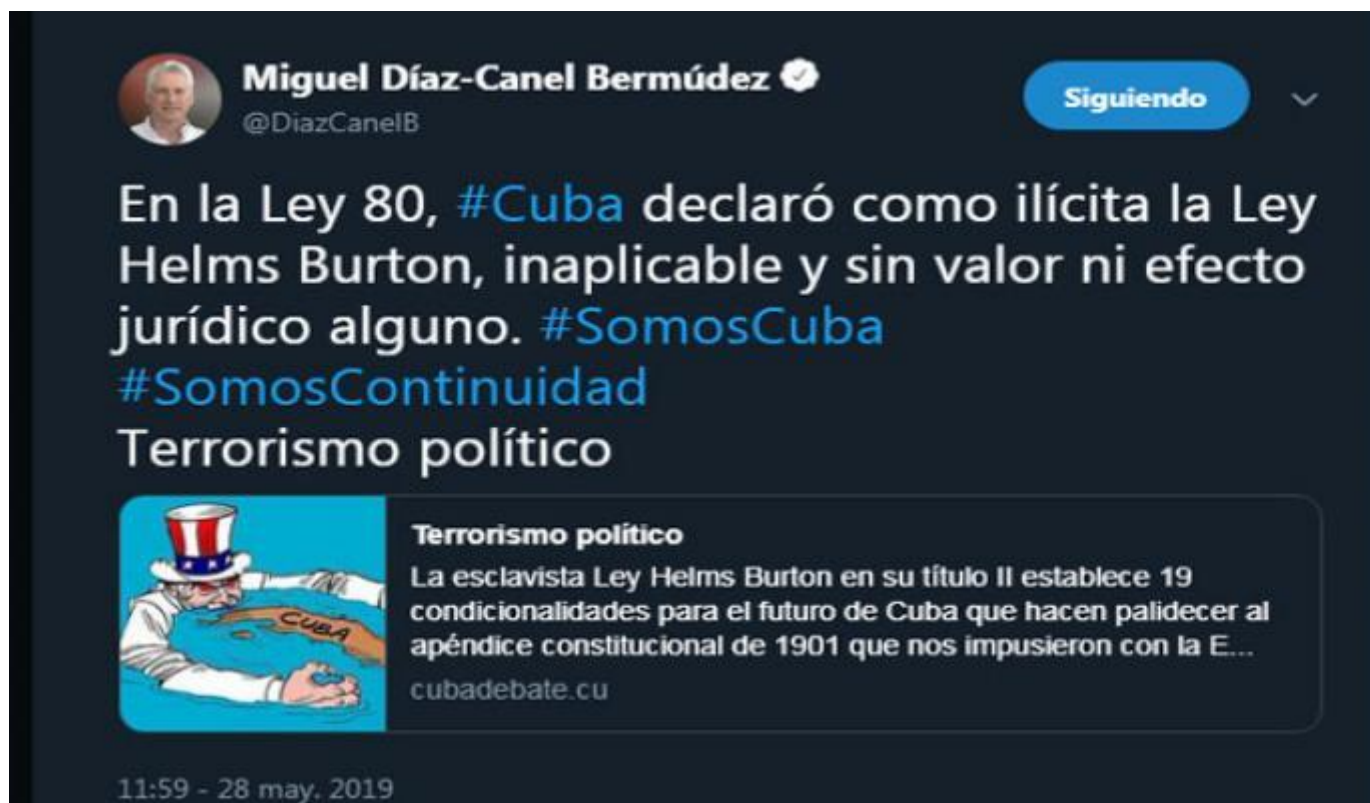 Miguel Díaz-Canel Bermúdez
@DiazCanelB
Siguiendo
En la Ley 80, #Cuba declaró como ilícita la Ley
Helms Burton, inaplicable y sin valor ni efecto
jurídico alguno. #SomosCuba
#SomosContinuidad
Terrorismo político
CUBA
Terrorismo político
La esclavista Ley Helms Burton en su título II establece 19
condicionalidades para el futuro de Cuba que hacen palidecer al
apéndice constitucional de 1901 que nos impusieron con la E...
cubadebate.cu
11:59 - 28 may. 2019